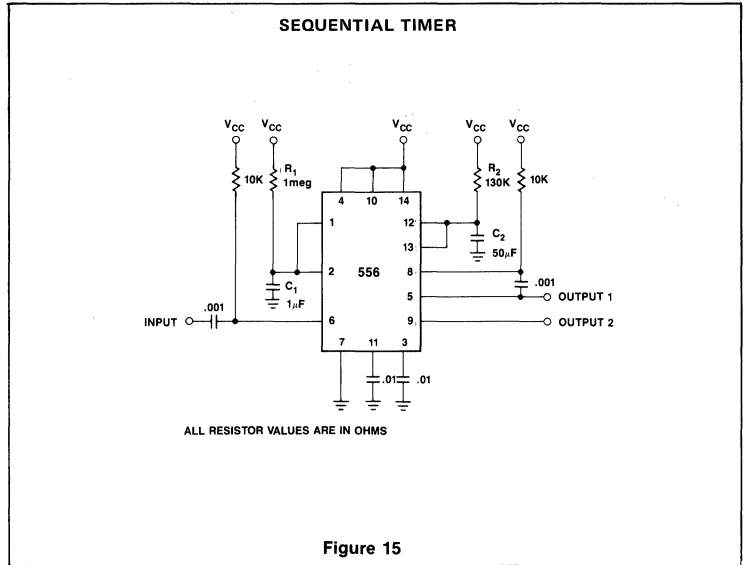 SEQUENTIAL TIMER
VCC VCC VCC VCC VCC
10K R1 1meg R2 130K 10K
4 10 14
1 12
13 C2 50µF
2 556 8
C1 1µF .001
5 OUTPUT 1
.001
INPUT 6 9 OUTPUT 2
7 11 3
.01 .01
ALL RESISTOR VALUES ARE IN OHMS
Figure 15